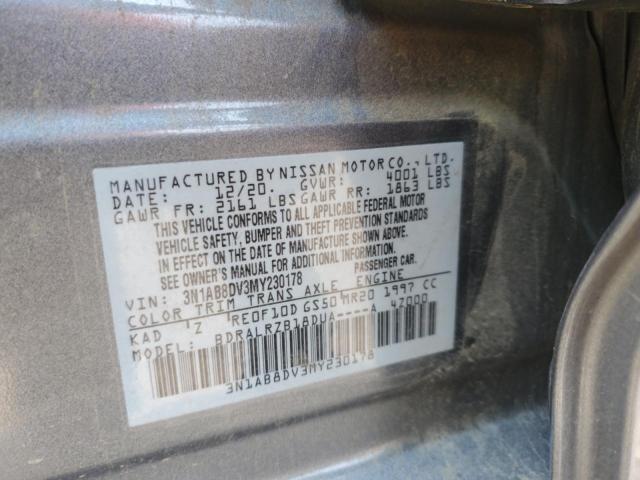 MANUFACTURED BY NISSAN MOTOR CO., LTD.
DATE: 12/20. GVWR: 4001 LBS
GAWR FR: 2161 LBS GAWR RR: 1863 LBS
THIS VEHICLE CONFORMS TO ALL APPLICABLE FEDERAL MOTOR
VEHICLE SAFETY, BUMPER AND THEFT PREVENTION STANDARDS
IN EFFECT ON THE DATE OF MANUFACTURE SHOWN ABOVE.
SEE OWNER'S MANUAL FOR ADDITIONAL INFORMATION.
VIN: 3N1AB8DV3MY230178 PASSENGER CAR.
COLOR TRIM TRANS AXLE ENGINE
KAD Z RE0F10D GS50 MR20 1997 CC
MODEL: BDRALRZB18DUA----A 42000
3N1AB8DV3MY230178